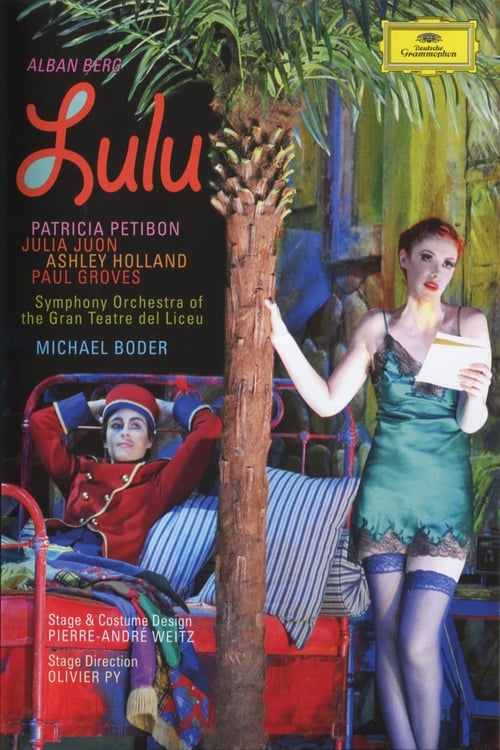 Deutsche
Grammophon
ALBAN BERG
Lulu
PATRICIA PETIBON
JULIA JUON
ASHLEY HOLLAND
PAUL GROVES
Symphony Orchestra of
the Gran Teatre del Liceu
MICHAEL BODER
Stage & Costume Design
PIERRE-ANDRÉ WEITZ
Stage Direction
OLIVIER PY